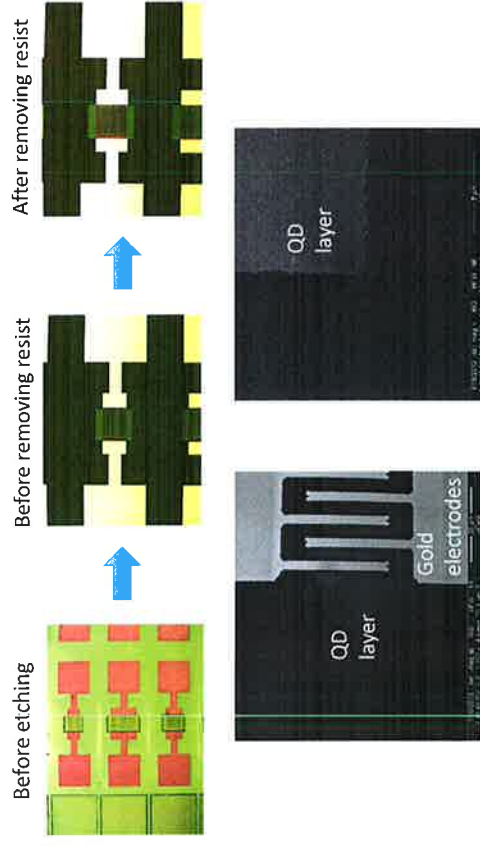 Before etching
Before removing resist
After removing resist
QD
layer
Gold
electrodes
QD
layer